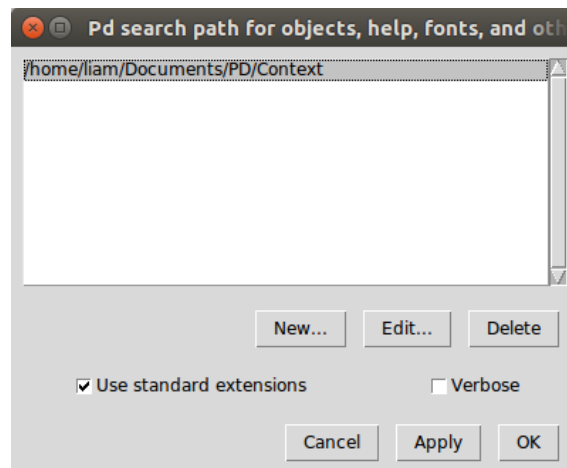 Pd search path for objects, help, fonts, and oth
/home/liam/Documents/PD/Context
New... Edit... Delete
Use standard extensions Verbose
Cancel Apply OK